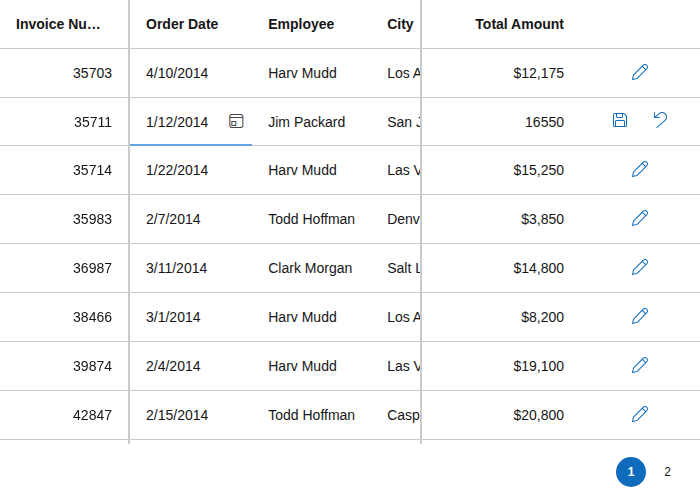 Invoice Nu… Order Date Employee City Total Amount
35703 4/10/2014 Harv Mudd Los A $12,175
35711 1/12/2014 Jim Packard San J 16550
35714 1/22/2014 Harv Mudd Las V $15,250
35983 2/7/2014 Todd Hoffman Denv $3,850
36987 3/11/2014 Clark Morgan Salt L $14,800
38466 3/1/2014 Harv Mudd Los A $8,200
39874 2/4/2014 Harv Mudd Las V $19,100
42847 2/15/2014 Todd Hoffman Casp $20,800
1 2